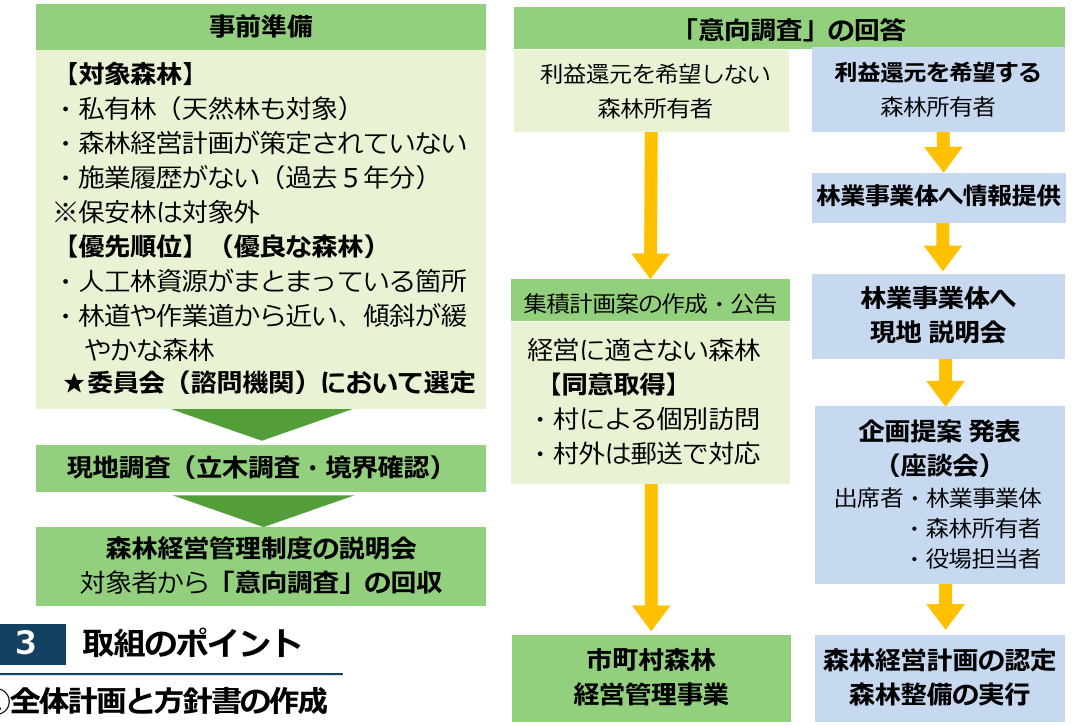 事前準備
【対象森林】
・私有林（天然林も対象）
・森林経営計画が策定されていない
・施業履歴がない（過去５年分）
※保安林は対象外
【優先順位】（優良な森林）
・人工林資源がまとまっている箇所
・林道や作業道から近い、傾斜が緩
やかな森林
★委員会（諮問機関）において選定
現地調査（立木調査・境界確認）
森林経営管理制度の説明会
対象者から「意向調査」の回収
3 取組のポイント
全体計画と方針書の作成
「意向調査」の回答
利益還元を希望しない
森林所有者
集積計画案の作成・公告
経営に適さない森林
【同意取得】
・村による個別訪問
・村外は郵送で対応
市町村森林
経営管理事業
利益還元を希望する
森林所有者
林業事業体へ情報提供
林業事業体へ
現地 説明会
企画提案 発表
（座談会）
出席者・林業事業体
・森林所有者
・役場担当者
森林経営計画の認定
森林整備の実行